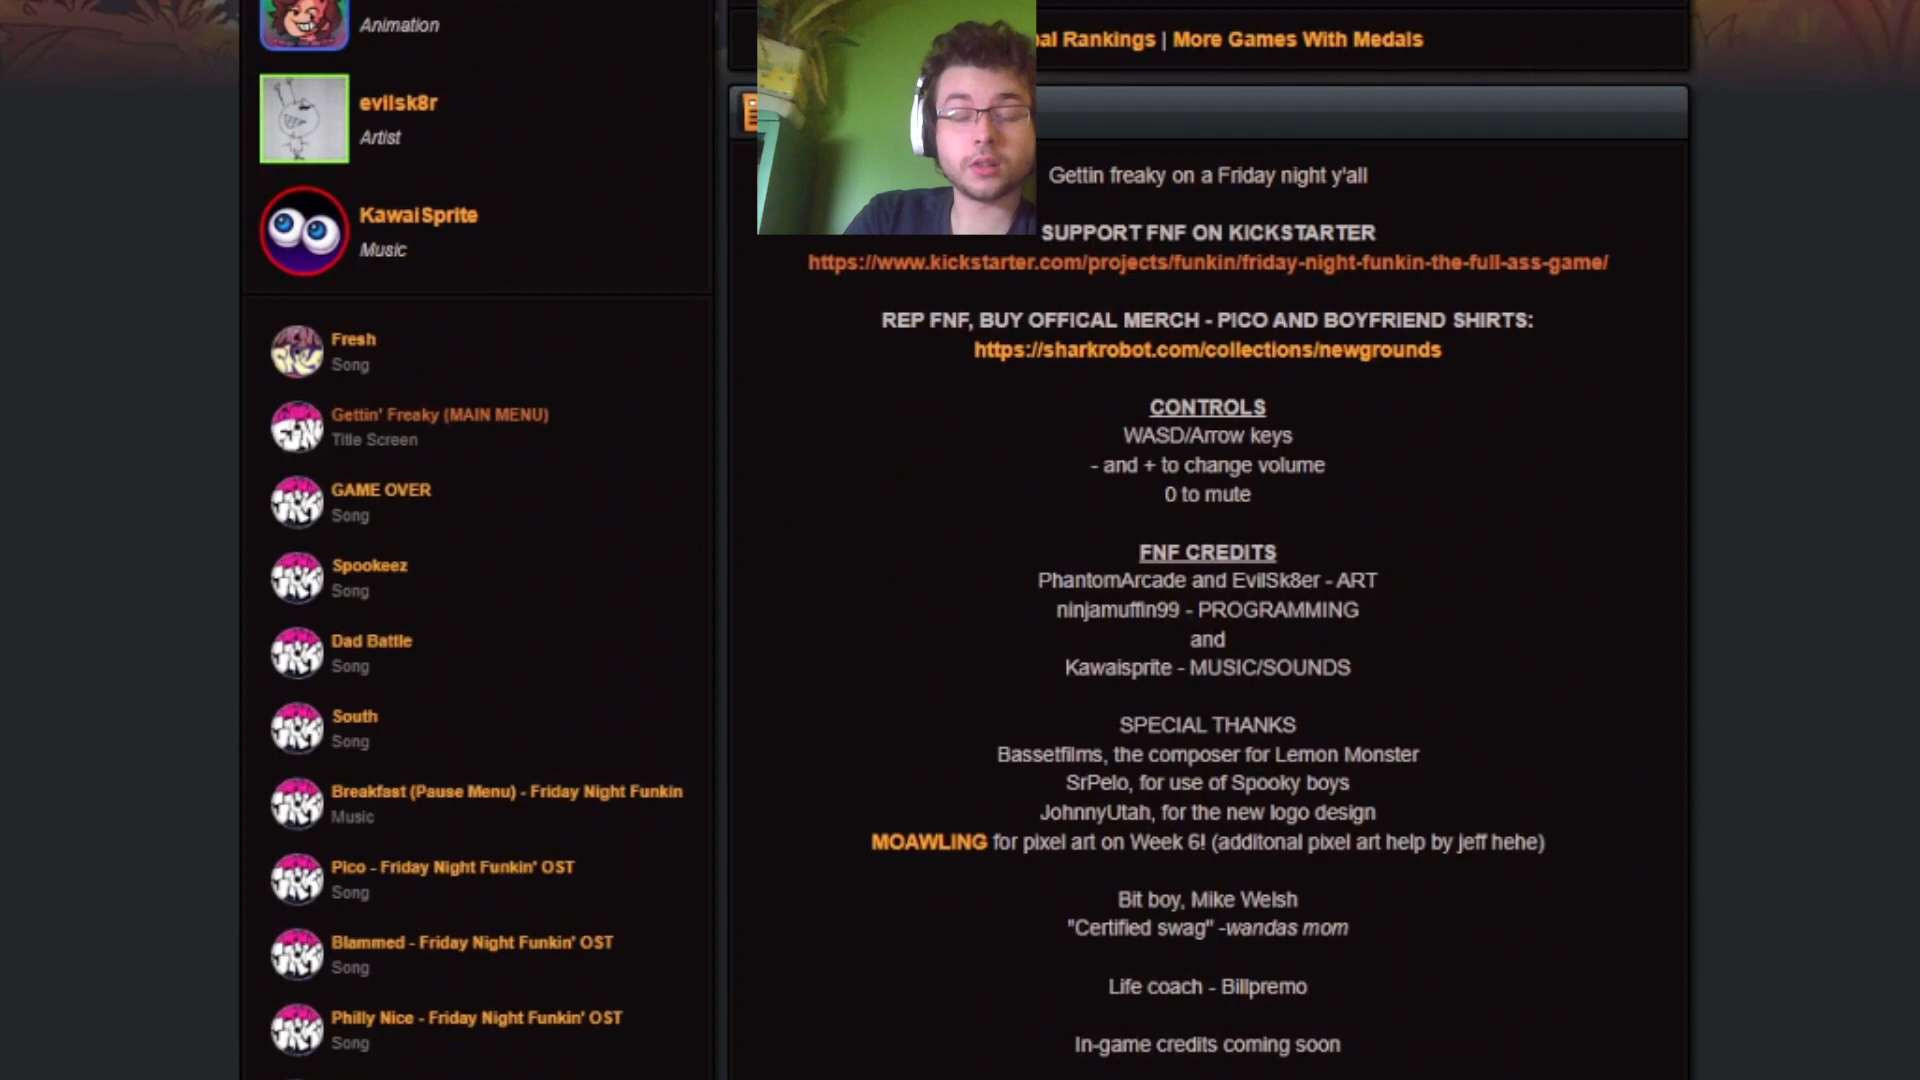 Animation
evilsk8r
Artist
KawaiSprite
Music
Fresh
Song
Gettin' Freaky (MAIN MENU)
Title Screen
GAME OVER
Song
Spookeez
Song
Dad Battle
Song
South
Song
Breakfast (Pause Menu) - Friday Night Funkin
Music
Pico - Friday Night Funkin' OST
Song
Blammed - Friday Night Funkin' OST
Song
Philly Nice - Friday Night Funkin' OST
Song
Rankings | More Games With Medals
Gettin freaky on a Friday night y'all
SUPPORT FNF ON KICKSTARTER
https://www.kickstarter.com/projects/funkin/friday-night-funkin-the-full-ass-game/
REP FNF, BUY OFFICAL MERCH - PICO AND BOYFRIEND SHIRTS:
https://sharkrobot.com/collections/newgrounds
CONTROLS
WASD/Arrow keys
- and + to change volume
0 to mute
FNF CREDITS
PhantomArcade and EvilSk8er - ART
ninjamuffin99 - PROGRAMMING
and
Kawaisprite - MUSIC/SOUNDS
SPECIAL THANKS
Bassetfilms, the composer for Lemon Monster
SrPelo, for use of Spooky boys
JohnnyUtah, for the new logo design
MOAWLING for pixel art on Week 6! (additonal pixel art help by jeff hehe)
Bit boy, Mike Welsh
"Certified swag" -wandas mom
Life coach - Billpremo
In-game credits coming soon